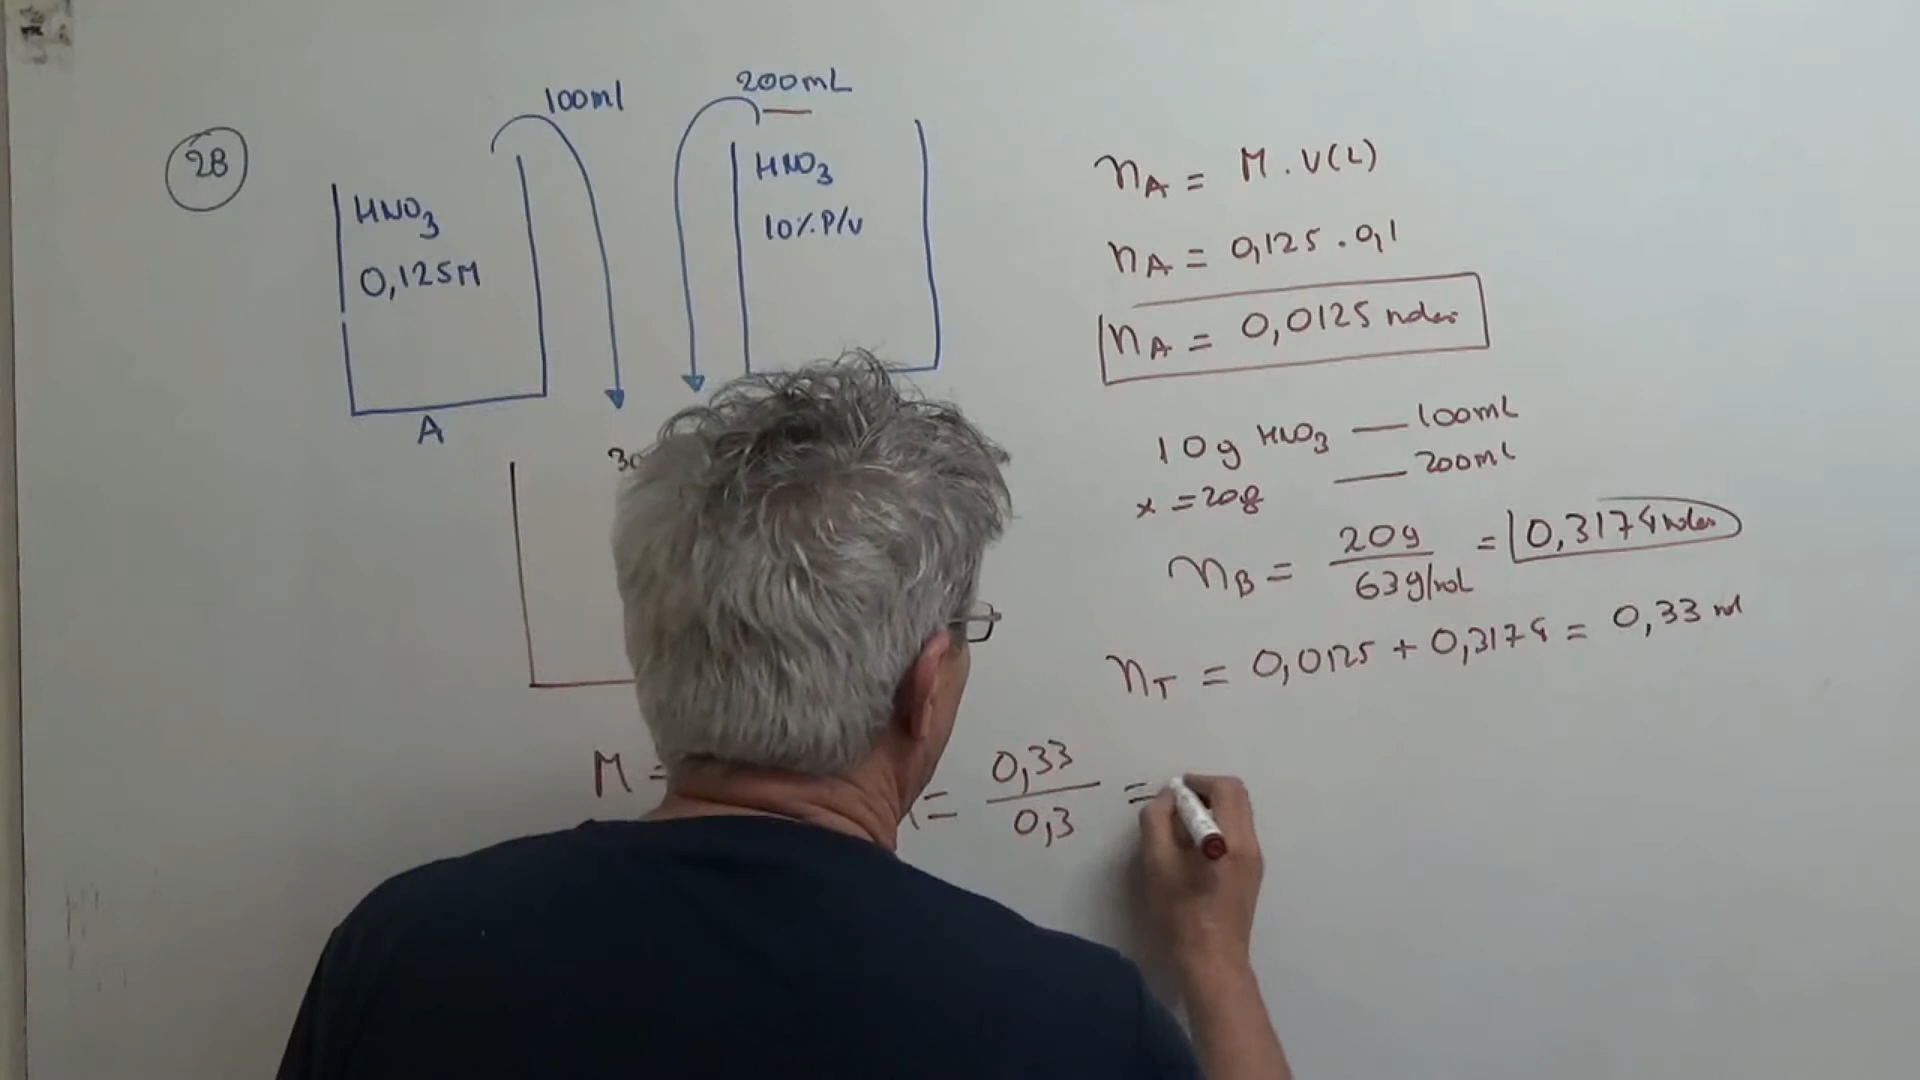 28
100ml
200mL
HNO3
0,125M
A
HNO3
10% P/V
M =
= 0,33 / 0,3 =
nA = M . V(L)
nA = 0,125 . 0,1
nA = 0,0125 moles
10g HNO3 — 100mL
x = 20g — 200mL
nB = 20g / 63g/mol = 0,3174 moles
nT = 0,0125 + 0,3174 = 0,33 mol